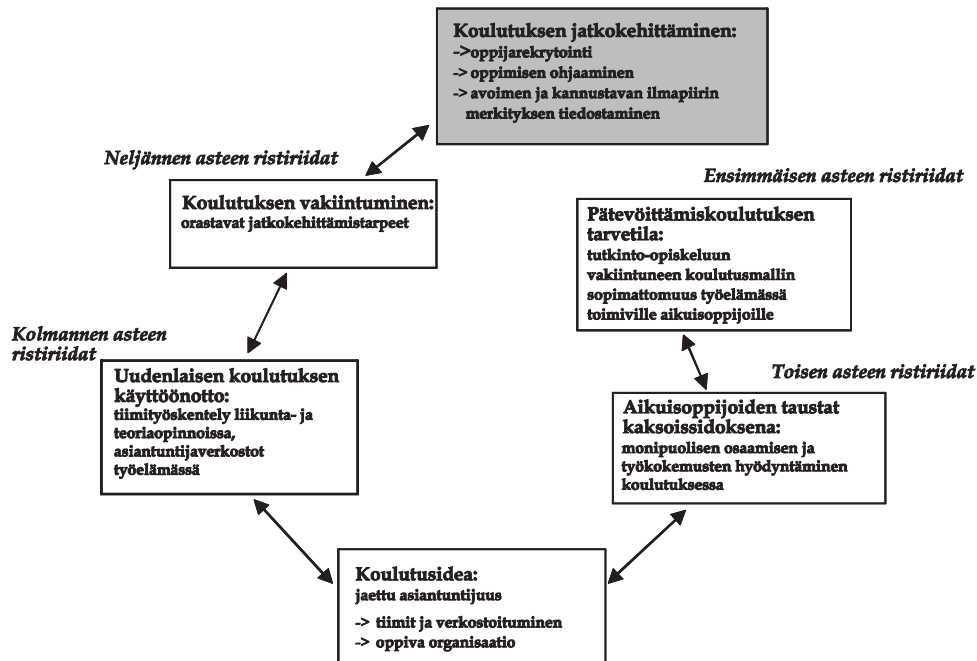 Koulutuksen jatkokehittäminen:
->oppijarekrytointi
-> oppimisen ohjaaminen
-> avoimen ja kannustavan ilmapiirin
merkityksen tiedostaminen
Neljännen asteen ristiriidat
Koulutuksen vakiintuminen:
orastavat jatkokehittämistarpeet
Ensimmäisen asteen ristiriidat
Pätevöittämiskoulutuksen
tarvetila:
tutkinto-opiskeluun
vakiintuneen koulutusmallin
sopimattomuus työelämässä
toimiville aikuisoppijoille
Kolmannen asteen
ristiriidat
Uudenlaisen koulutuksen
käyttöönotto:
tiimityöskentely liikunta- ja
teoriaopinnoissa,
asiantuntijaverkostot
työelämässä
Toisen asteen ristiriidat
Aikuisoppijoiden taustat
kaksoissidoksena:
monipuolisen osaamisen ja
työkokemusten hyödyntäminen
koulutuksessa
Koulutusidea:
jaettu asiantuntijuus
-> tiimit ja verkostoituminen
-> oppiva organisaatio